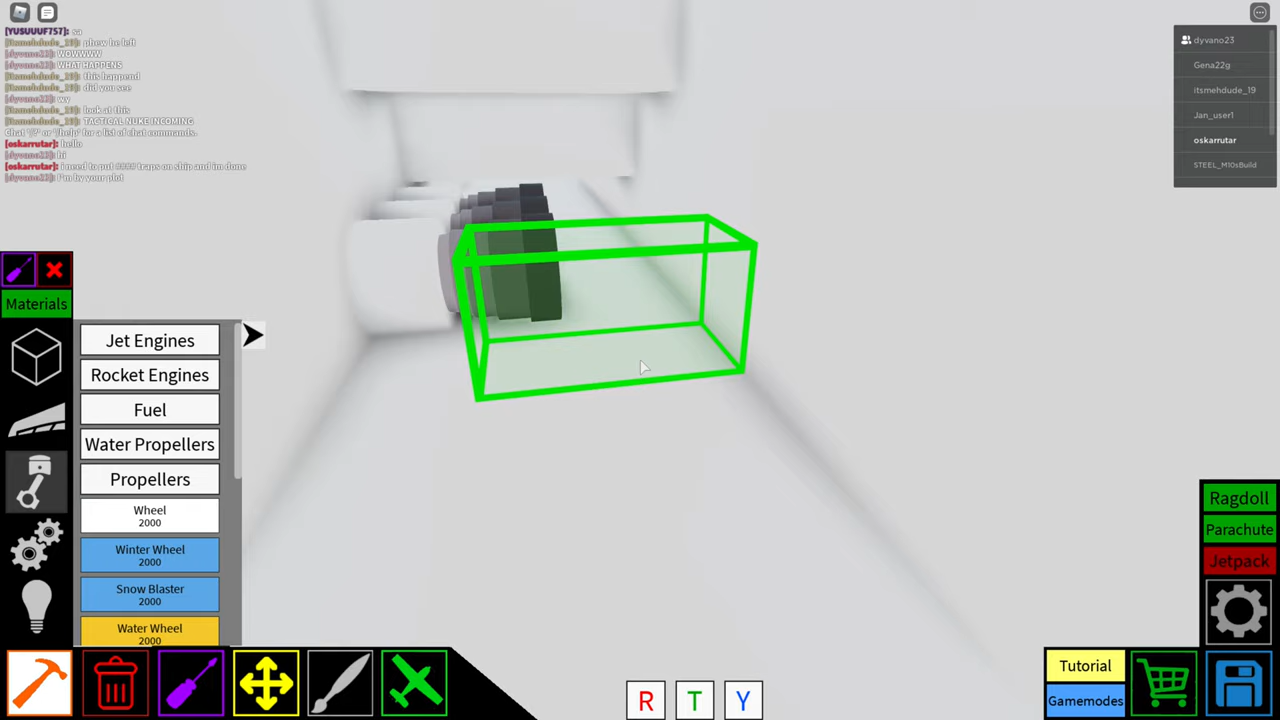 [YUSUUUF757]: sa
[itsmehdude_19]: phew he left
[dyvano23]: WOWWWW
[dyvano23]: WHAT HAPPENS
[itsmehdude_19]: this happend
[itsmehdude_19]: did you see
[dyvano23]: wy
[itsmehdude_19]: look at this
[itsmehdude_19]: TACTICAL NUKE INCOMING
Chat '/?' or '/help' for a list of chat commands.
[oskarrutar]: hello
[dyvano23]: hi
[oskarrutar]: i need to put #### traps on ship and im done
[dyvano23]: I'm by your plot
dyvano23
Gena22g
itsmehdude_19
Jan_user1
oskarrutar
STEEL_M10sBuild
Materials
Jet Engines
Rocket Engines
Fuel
Water Propellers
Propellers
Wheel
2000
Winter Wheel
2000
Snow Blaster
2000
Water Wheel
2000
Ragdoll
Parachute
Jetpack
Tutorial
Gamemodes
R T Y